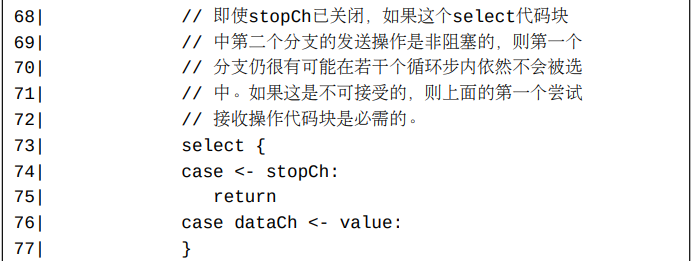 68|             // 即使stopCh已关闭，如果这个select代码块
69|             // 中第二个分支的发送操作是非阻塞的，则第一个
70|             // 分支仍很有可能在若干个循环步内依然不会被选
71|             // 中。如果这是不可接受的，则上面的第一个尝试
72|             // 接收操作代码块是必需的。
73|             select {
74|             case <- stopCh:
75|                return
76|             case dataCh <- value:
77|             }